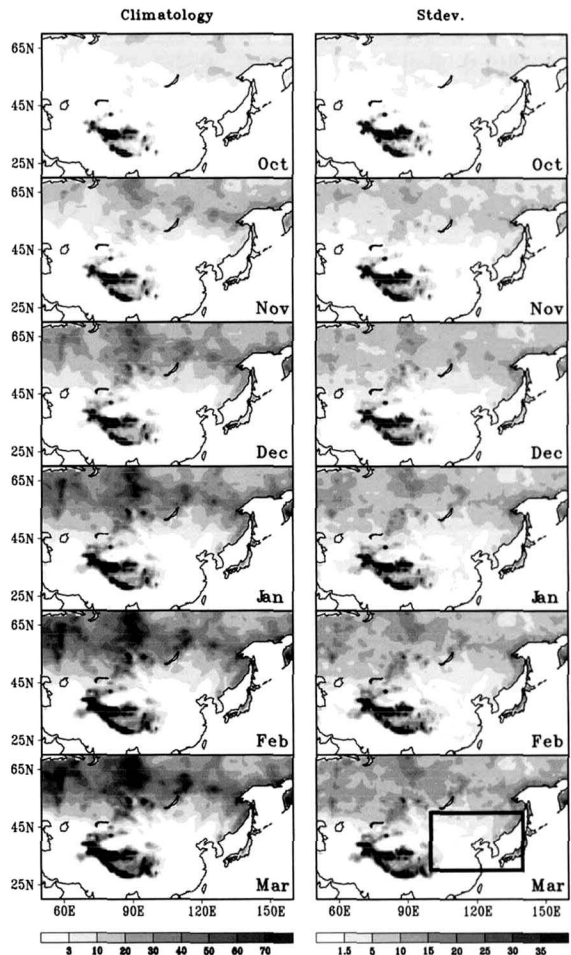 Climatology Stdev.
65N
45N
25N
Oct Oct
65N
45N
25N
Nov Nov
65N
45N
25N
Dec Dec
65N
45N
25N
Jan Jan
65N
45N
25N
Feb Feb
65N
45N
25N
Mar Mar
60E 90E 120E 150E 60E 90E 120E 150E
3 10 20 30 40 50 60 70 1.5 5 10 15 20 30 35